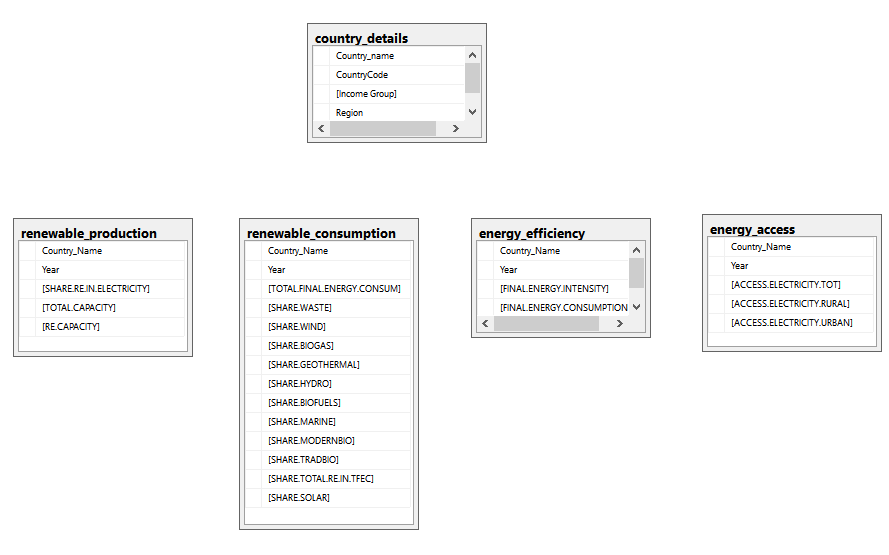 country_details
Country_name
CountryCode
[Income Group]
Region
renewable_production
Country_Name
Year
[SHARE.RE.IN.ELECTRICITY]
[TOTAL.CAPACITY]
[RE.CAPACITY]
renewable_consumption
Country_Name
Year
[TOTAL.FINAL.ENERGY.CONSUM]
[SHARE.WASTE]
[SHARE.WIND]
[SHARE.BIOGAS]
[SHARE.GEOTHERMAL]
[SHARE.HYDRO]
[SHARE.BIOFUELS]
[SHARE.MARINE]
[SHARE.MODERNBIO]
[SHARE.TRADBIO]
[SHARE.TOTAL.RE.IN.TFEC]
[SHARE.SOLAR]
energy_efficiency
Country_Name
Year
[FINAL.ENERGY.INTENSITY]
[FINAL.ENERGY.CONSUMPTION
energy_access
Country_Name
Year
[ACCESS.ELECTRICITY.TOT]
[ACCESS.ELECTRICITY.RURAL]
[ACCESS.ELECTRICITY.URBAN]